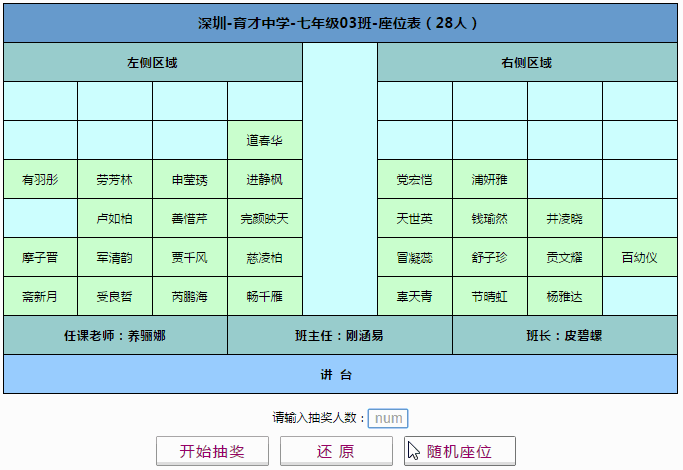 深圳-育才中学-七年级03班-座位表（28人）
左侧区域 右侧区域
道春华
有羽彤 劳芳林 申莹琇 进静枫 党宏恺 浦妍雅
卢如柏 善惜芹 完颜映天 天世英 钱瑜然 井凌晓
摩子晋 军清韵 贾千风 慈凌柏 冒凝蕊 舒子珍 贡文耀 百幼仪
斋新月 受良哲 芮鹏海 畅千雁 辜天青 节晴虹 杨雅达
任课老师：养骊娜 班主任：刚涵易 班长：皮碧螺
讲 台
请输入抽奖人数：num
开始抽奖 还 原 随机座位